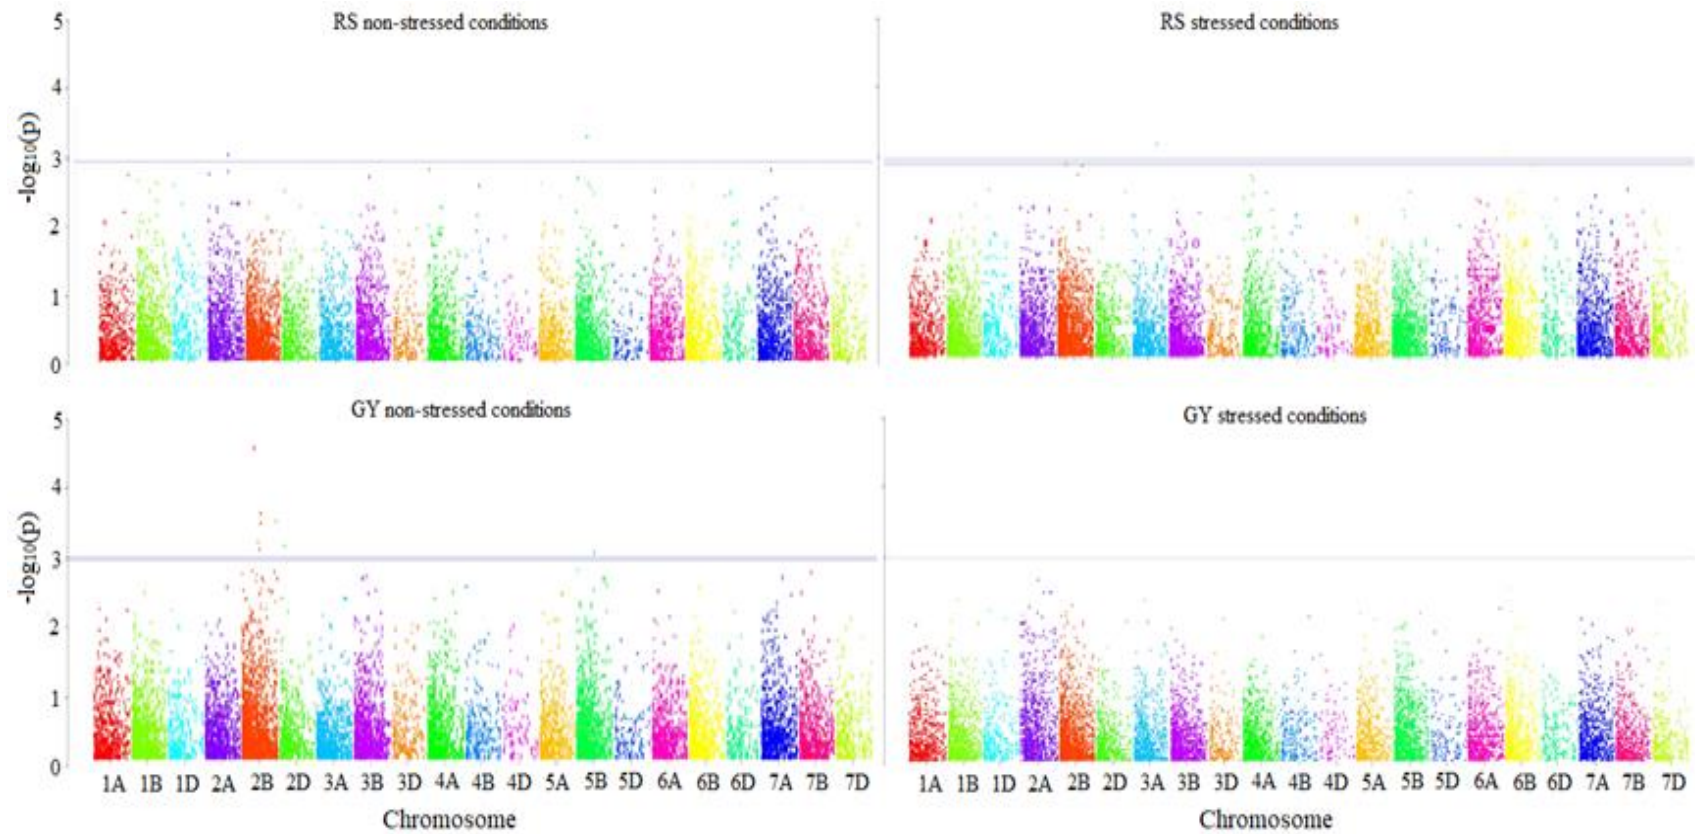 RS non-stressed conditions
RS stressed conditions
5
4
3
2
1
0
-log10(p)
GY non-stressed conditions
GY stressed conditions
5
4
3
2
1
0
-log10(p)
1A 1B 1D 2A 2B 2D 3A 3B 3D 4A 4B 4D 5A 5B 5D 6A 6B 6D 7A 7B 7D
1A 1B 1D 2A 2B 2D 3A 3B 3D 4A 4B 4D 5A 5B 5D 6A 6B 6D 7A 7B 7D
Chromosome
Chromosome